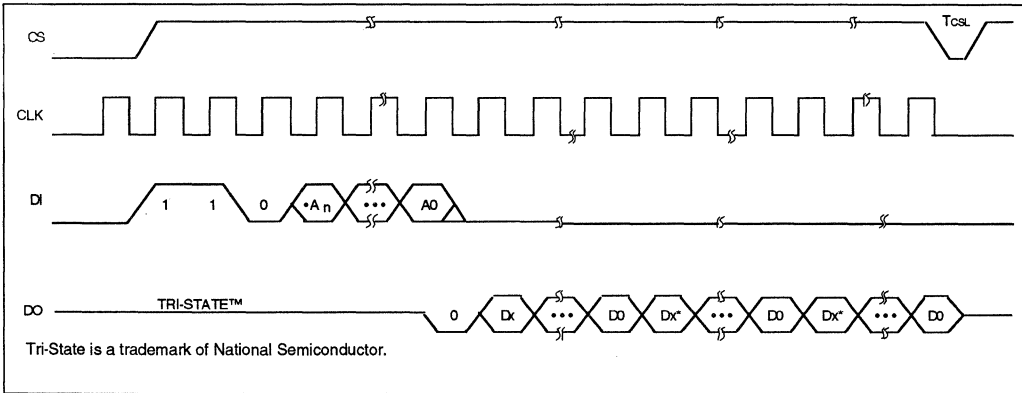 CS
TCSL
CLK
DI
1 1 0 •An ••• A0
DO
TRI-STATE™
0 Dx ••• D0 Dx* ••• D0 Dx* ••• D0
Tri-State is a trademark of National Semiconductor.